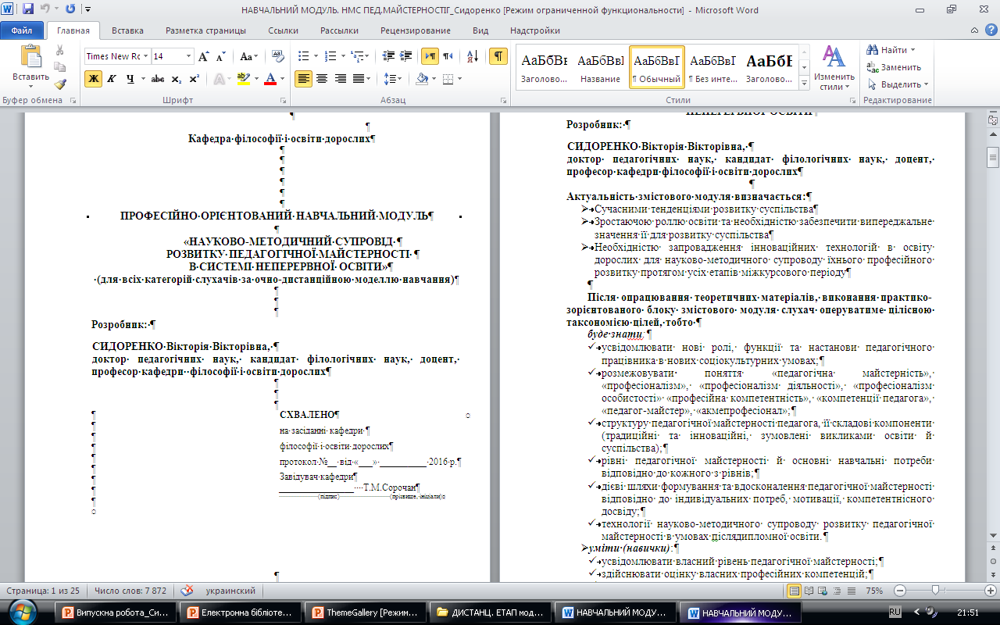 НАВЧАЛЬНИЙ МОДУЛЬ. НМС ПЕД.МАЙСТЕРНОСТІГ_Сидоренко [Режим ограниченной функциональности] - Microsoft Word
Файл Главная Вставка Разметка страницы Ссылки Рассылки Рецензирование Вид Надстройки
Вставить
Буфер обмена
Times New Rc 14
Ж К Ч abc x₂ x²
Шрифт
Абзац
АаБбВв Заголово...
АаБбВвІ Название
АаБбВвГ ¶ Обычный
АаБбВвГ ¶ Без инте...
АаБбЕ Заголово...
Изменить стили
Стили
Найти
Заменить
Выделить
Редактирование
Кафедра філософії і освіти дорослих
ПРОФЕСІЙНО ОРІЄНТОВАНИЙ НАВЧАЛЬНИЙ МОДУЛЬ
«НАУКОВО-МЕТОДИЧНИЙ СУПРОВІД
РОЗВИТКУ ПЕДАГОГІЧНОЇ МАЙСТЕРНОСТІ
В СИСТЕМІ НЕПЕРЕРВНОЇ ОСВІТИ»
(для всіх категорій слухачів за очно-дистанційною моделлю навчання)
Розробник:
СИДОРЕНКО Вікторія Вікторівна,
доктор педагогічних наук, кандидат філологічних наук, доцент,
професор кафедри філософії і освіти дорослих
СХВАЛЕНО
на засіданні кафедри
філософії і освіти дорослих
протокол №__ від «___» __________ 2016 р.
Завідувач кафедри
________________ Т.М.Сорочан
(підпис) (прізвище, ініціали)
НЕПЕРЕРВНОЇ ОСВІТИ
Розробник:
СИДОРЕНКО Вікторія Вікторівна,
доктор педагогічних наук, кандидат філологічних наук, доцент,
професор кафедри філософії і освіти дорослих
Актуальність змістового модуля визначається:
Сучасними тенденціями розвитку суспільства
Зростаючою роллю освіти та необхідністю забезпечити випереджальне
значення її для розвитку суспільства
Необхідністю запровадження інноваційних технологій в освіту
дорослих для науково-методичного супроводу їхнього професійного
розвитку протягом усіх етапів міжкурсового періоду
Після опрацювання теоретичних матеріалів, виконання практико-
зорієнтованого блоку змістового модуля слухач оперуватиме цілісною
таксономією цілей, тобто
буде знати:
усвідомлювати нові ролі, функції та настанови педагогічного
працівника в нових соціокультурних умовах;
розмежовувати поняття «педагогічна майстерність»,
«професіоналізм», «професіоналізм діяльності», «професіоналізм
особистості» «професійна компетентність», «компетенції педагога»,
«педагог-майстер», «акмепрофесіонал»;
структуру педагогічної майстерності педагога, її складові компоненти
(традиційні та інноваційні, зумовлені викликами освіти й
суспільства);
рівні педагогічної майстерності й основні навчальні потреби
відповідно до кожного з рівнів;
дієві шляхи формування та вдосконалення педагогічної майстерності
відповідно до індивідуальних потреб, мотивації, компетентнісного
досвіду;
технології науково-методичного супроводу розвитку педагогічної
майстерності в умовах післядипломної освіти.
уміти (навички):
усвідомлювати власний рівень педагогічної майстерності;
здійснювати оцінку власних професійних компетенцій;
Страница: 1 из 25 Число слов: 7 872 украинский 75%
Випускна робота_Си... Електронна бібліоте... ThemeGallery [Режим... ДИСТАНЦ. ЕТАП мод... НАВЧАЛЬНИЙ МОДУ... НАВЧАЛЬНИЙ МОДУ... RU 21:51